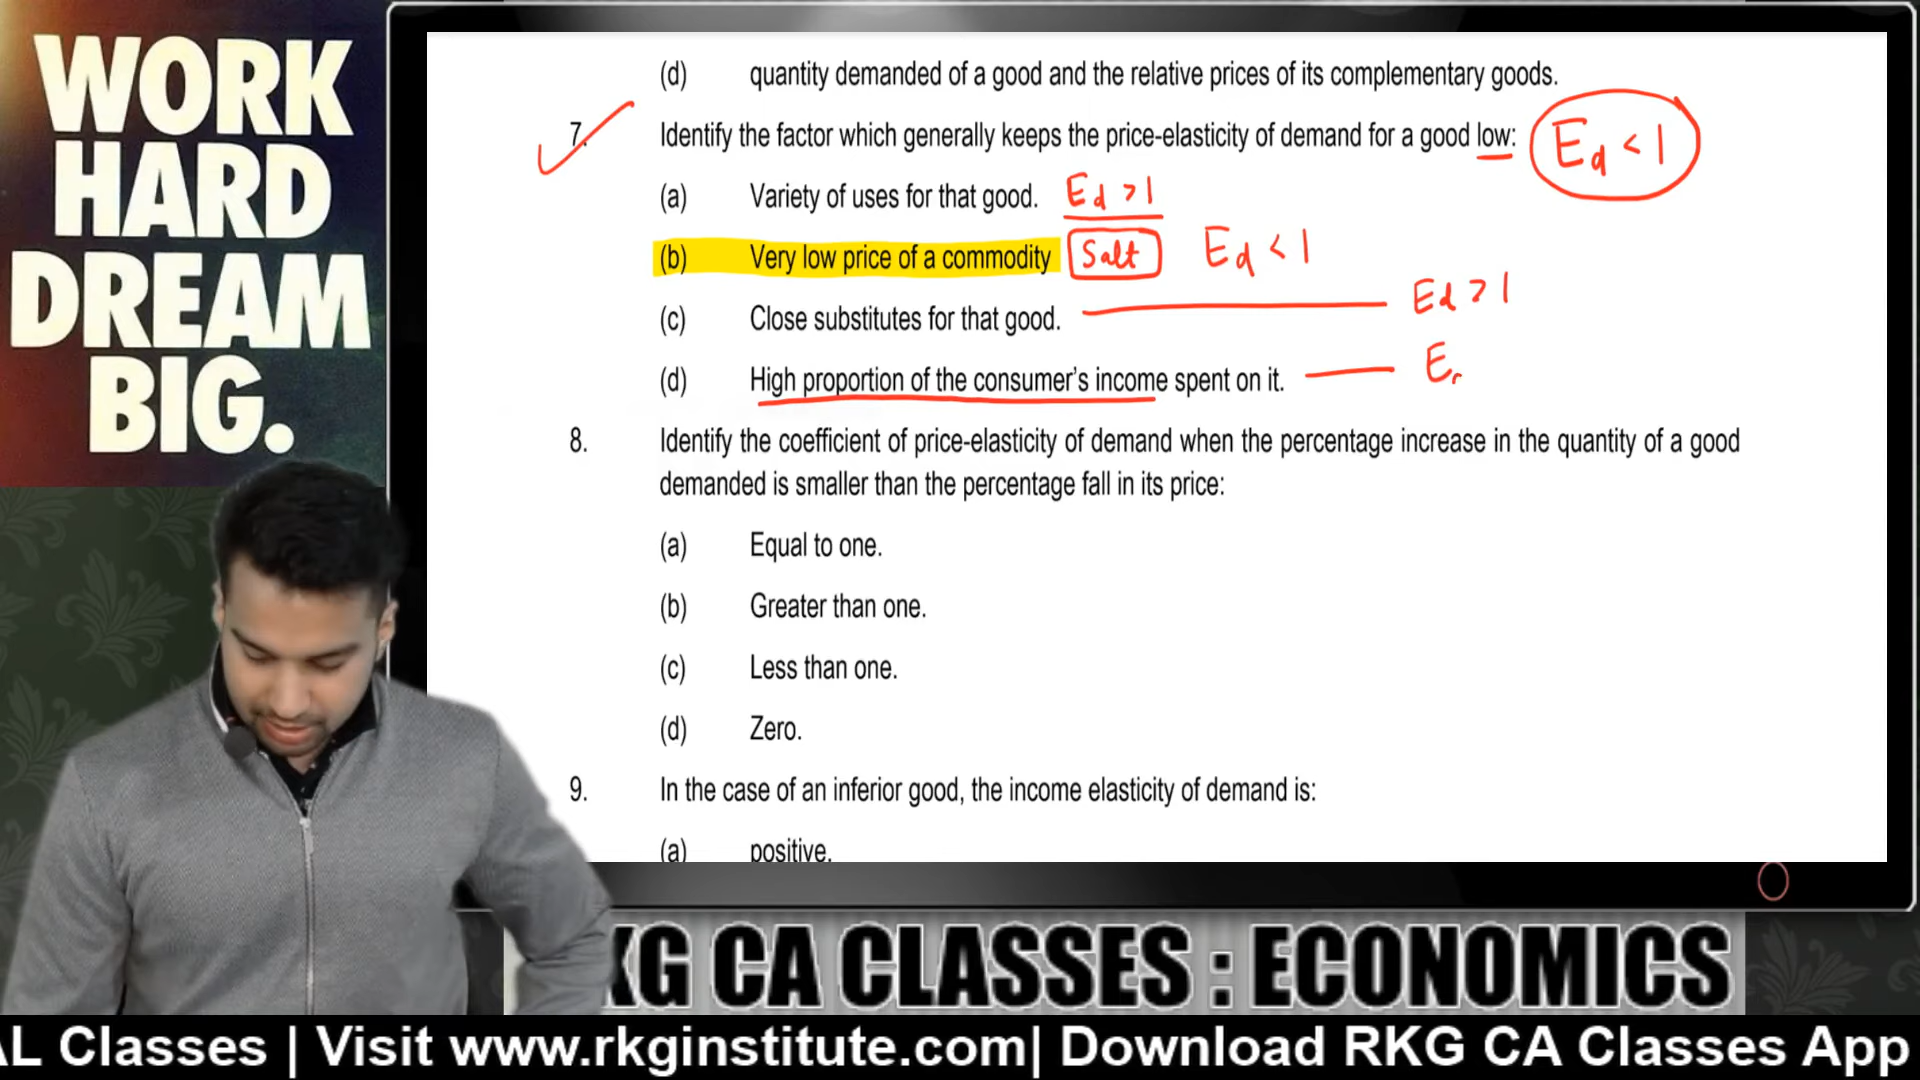 WORK
HARD
DREAM
BIG.
(d) quantity demanded of a good and the relative prices of its complementary goods.
7. Identify the factor which generally keeps the price-elasticity of demand for a good low: Ed < 1
(a) Variety of uses for that good. Ed > 1
(b) Very low price of a commodity Salt Ed < 1
(c) Close substitutes for that good. Ed > 1
(d) High proportion of the consumer's income spent on it. E
8. Identify the coefficient of price-elasticity of demand when the percentage increase in the quantity of a good
demanded is smaller than the percentage fall in its price:
(a) Equal to one.
(b) Greater than one.
(c) Less than one.
(d) Zero.
9. In the case of an inferior good, the income elasticity of demand is:
(a) positive.
KG CA CLASSES : ECONOMICS
AL Classes | Visit www.rkginstitute.com| Download RKG CA Classes App